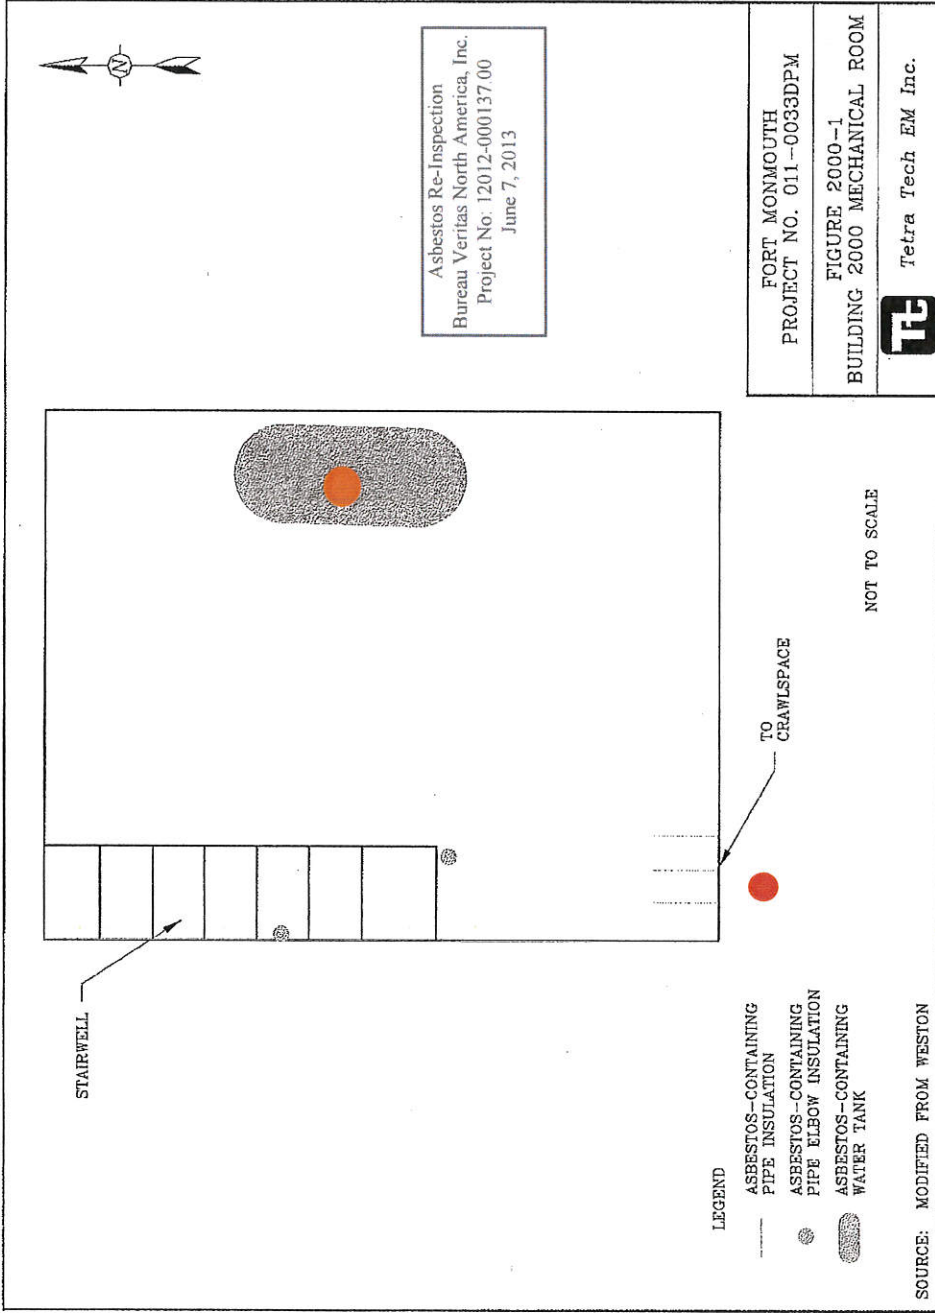 STAIRWELL
N
Asbestos Re-Inspection
Bureau Veritas North America, Inc.
Project No: 12012-000137.00
June 7, 2013
TO
CRAWLSPACE
NOT TO SCALE
LEGEND
ASBESTOS-CONTAINING
PIPE INSULATION
ASBESTOS-CONTAINING
PIPE ELBOW INSULATION
ASBESTOS-CONTAINING
WATER TANK
SOURCE: MODIFIED FROM WESTON
FORT MONMOUTH
PROJECT NO. 011-0033DPM
FIGURE 2000-1
BUILDING 2000 MECHANICAL ROOM
Tt
Tetra Tech EM Inc.